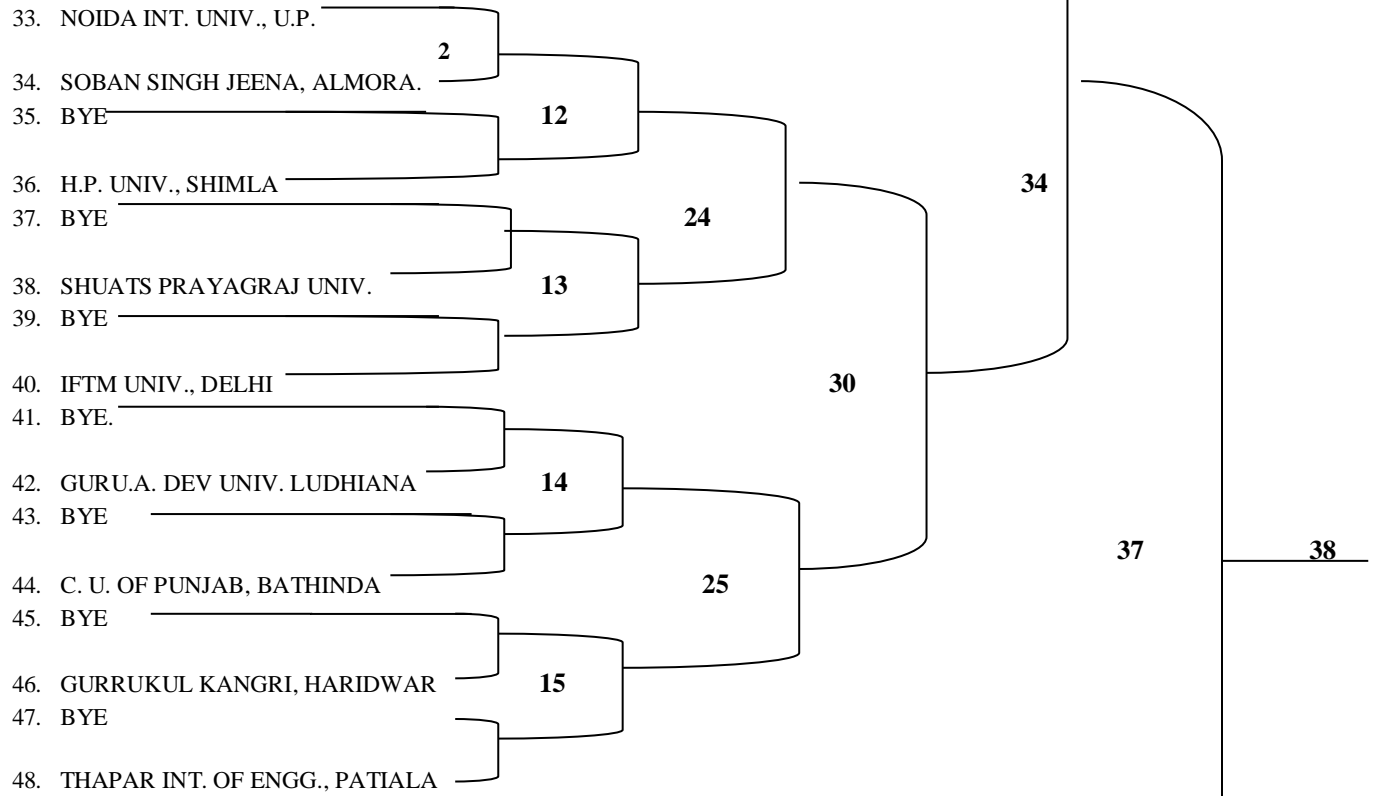 33. NOIDA INT. UNIV., U.P.
2
34. SOBAN SINGH JEENA, ALMORA.
35. BYE
12
36. H.P. UNIV., SHIMLA
34
37. BYE
24
38. SHUATS PRAYAGRAJ UNIV.
13
39. BYE
40. IFTM UNIV., DELHI
30
41. BYE.
42. GURU.A. DEV UNIV. LUDHIANA
14
43. BYE
37
38
44. C. U. OF PUNJAB, BATHINDA
25
45. BYE
46. GURRUKUL KANGRI, HARIDWAR
15
47. BYE
48. THAPAR INT. OF ENGG., PATIALA